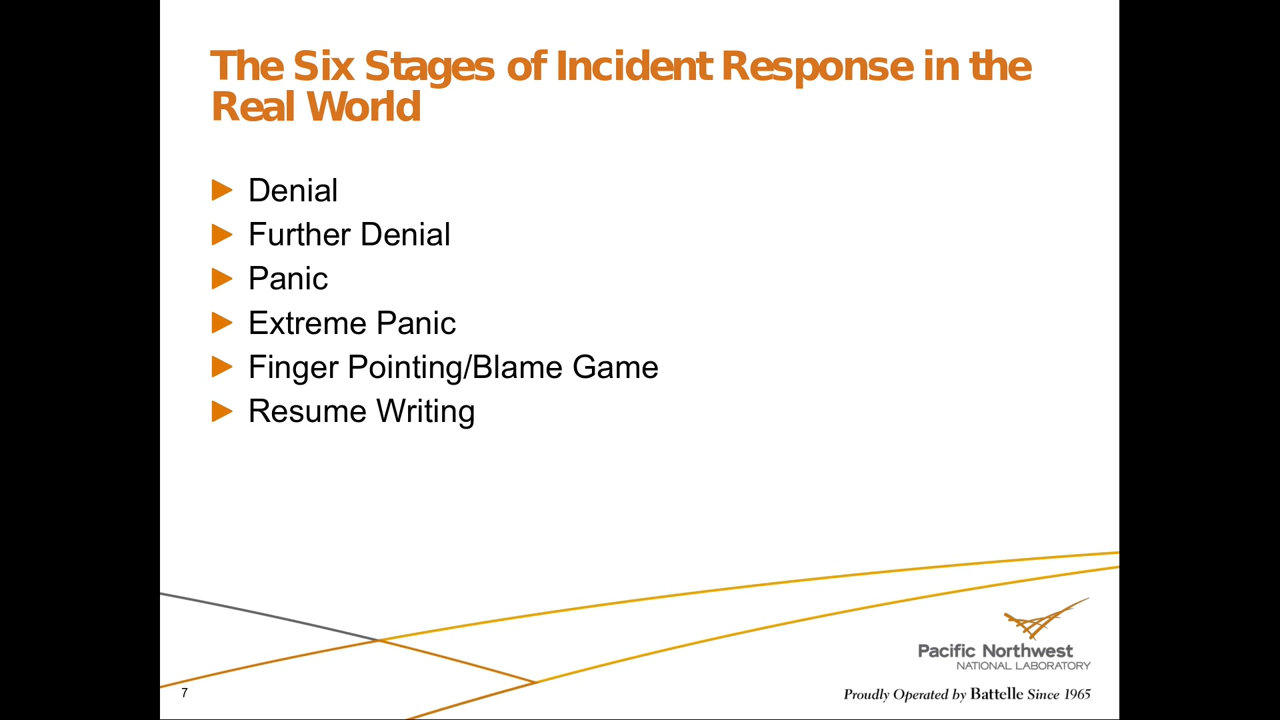 The Six Stages of Incident Response in the
Real World
Denial
Further Denial
Panic
Extreme Panic
Finger Pointing/Blame Game
Resume Writing
Pacific Northwest
NATIONAL LABORATORY
7
Proudly Operated by Battelle Since 1965